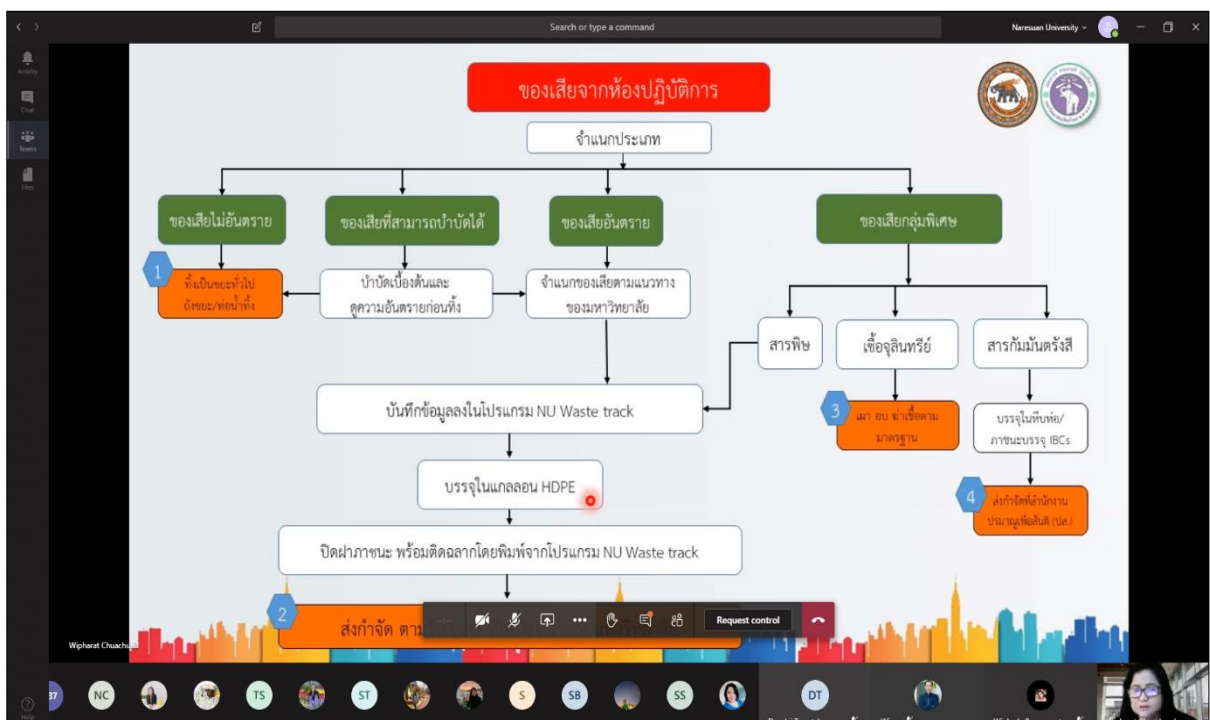 Search or type a command
Naresuan University
Activity
Chat
Teams
Files
ของเสียจากห้องปฏิบัติการ
จำแนกประเภท
ของเสียไม่อันตราย
ของเสียที่สามารถบำบัดได้
ของเสียอันตราย
ของเสียกลุ่มพิเศษ
1
ทิ้งเป็นขยะทั่วไป
ถังขยะ/ท่อน้ำทิ้ง
บำบัดเบื้องต้นและ
ดูความอันตรายก่อนทิ้ง
จำแนกของเสียตามแนวทาง
ของมหาวิทยาลัย
สารพิษ
เชื้อจุลินทรีย์
สารกัมมันตรังสี
บันทึกข้อมูลลงในโปรแกรม NU Waste track
3
เผา อบ ฆ่าเชื้อตาม
มาตรฐาน
บรรจุในหีบห่อ/
ภาชนะบรรจุ IBCs
บรรจุในแกลลอน HDPE
4
ส่งกำจัดที่สำนักงาน
ปรมาณูเพื่อสันติ (ปส.)
ปิดฝาภาชนะ พร้อมติดฉลากโดยพิมพ์จากโปรแกรม NU Waste track
2
ส่งกำจัด
Request control
Wipharat
NC
TS
ST
S
SB
SS
DT
Help